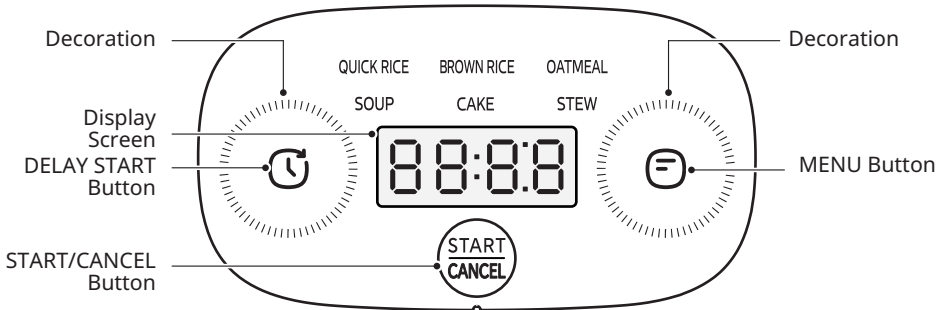 Decoration
Decoration
QUICK RICE BROWN RICE OATMEAL
SOUP CAKE STEW
Display
Screen
88:88
DELAY START
Button
MENU Button
START
CANCEL
START/CANCEL
Button